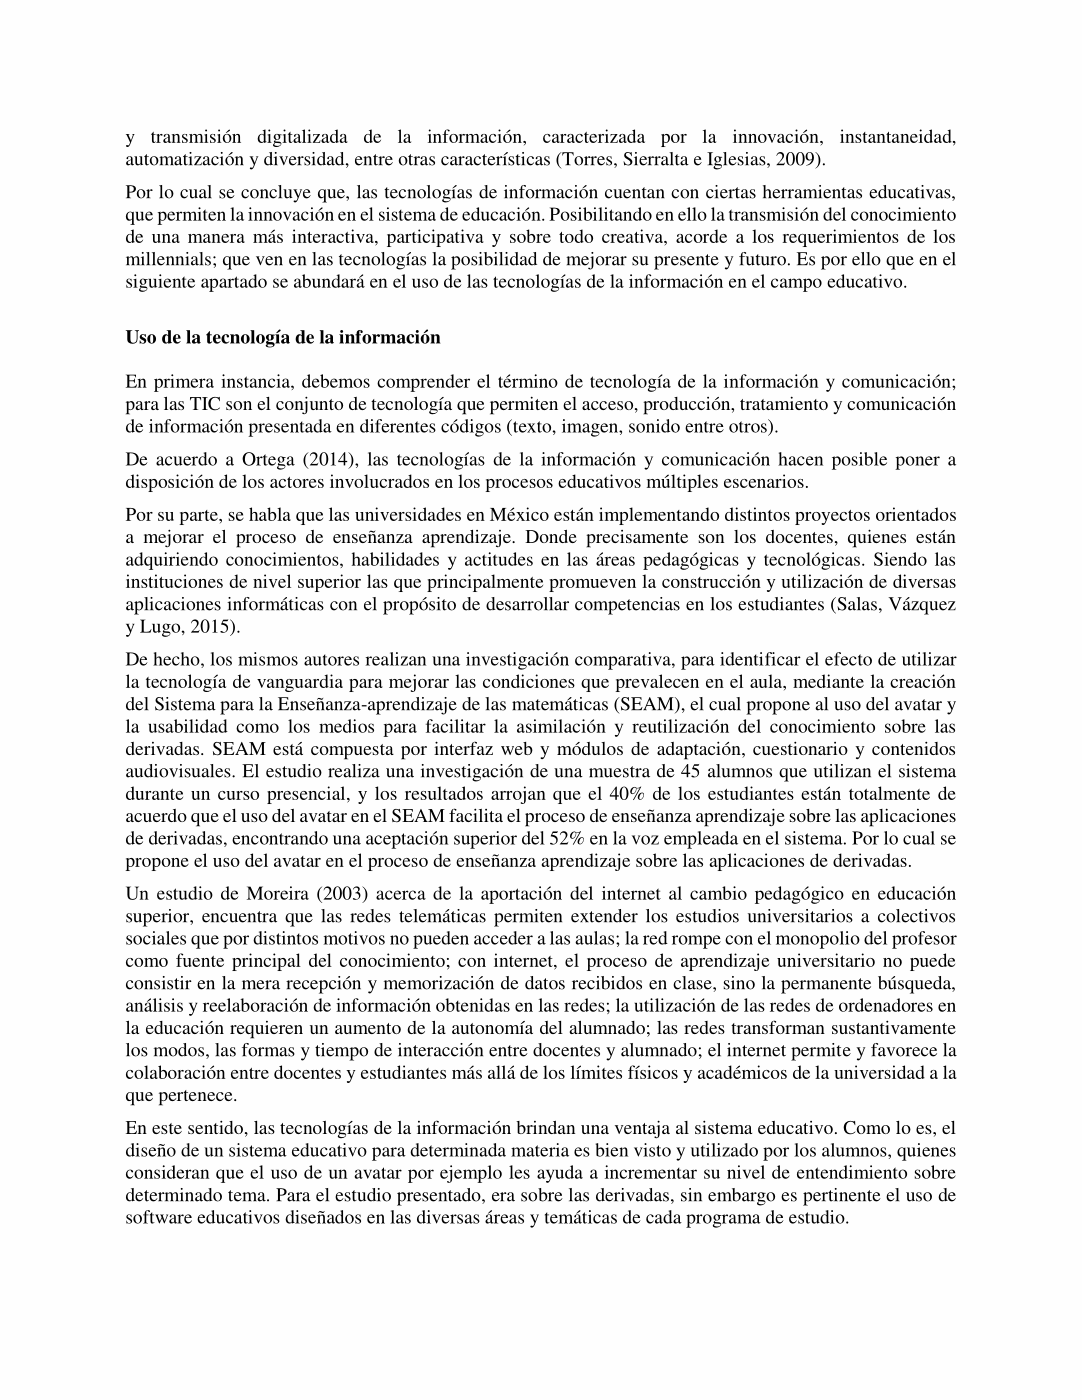 y transmisión digitalizada de la información, caracterizada por la innovación, instantaneidad,
automatización y diversidad, entre otras características (Torres, Sierralta e Iglesias, 2009).
Por lo cual se concluye que, las tecnologías de información cuentan con ciertas herramientas educativas,
que permiten la innovación en el sistema de educación. Posibilitando en ello la transmisión del conocimiento
de una manera más interactiva, participativa y sobre todo creativa, acorde a los requerimientos de los
millennials; que ven en las tecnologías la posibilidad de mejorar su presente y futuro. Es por ello que en el
siguiente apartado se abundará en el uso de las tecnologías de la información en el campo educativo.
Uso de la tecnología de la información
En primera instancia, debemos comprender el término de tecnología de la información y comunicación;
para las TIC son el conjunto de tecnología que permiten el acceso, producción, tratamiento y comunicación
de información presentada en diferentes códigos (texto, imagen, sonido entre otros).
De acuerdo a Ortega (2014), las tecnologías de la información y comunicación hacen posible poner a
disposición de los actores involucrados en los procesos educativos múltiples escenarios.
Por su parte, se habla que las universidades en México están implementando distintos proyectos orientados
a mejorar el proceso de enseñanza aprendizaje. Donde precisamente son los docentes, quienes están
adquiriendo conocimientos, habilidades y actitudes en las áreas pedagógicas y tecnológicas. Siendo las
instituciones de nivel superior las que principalmente promueven la construcción y utilización de diversas
aplicaciones informáticas con el propósito de desarrollar competencias en los estudiantes (Salas, Vázquez
y Lugo, 2015).
De hecho, los mismos autores realizan una investigación comparativa, para identificar el efecto de utilizar
la tecnología de vanguardia para mejorar las condiciones que prevalecen en el aula, mediante la creación
del Sistema para la Enseñanza-aprendizaje de las matemáticas (SEAM), el cual propone al uso del avatar y
la usabilidad como los medios para facilitar la asimilación y reutilización del conocimiento sobre las
derivadas. SEAM está compuesta por interfaz web y módulos de adaptación, cuestionario y contenidos
audiovisuales. El estudio realiza una investigación de una muestra de 45 alumnos que utilizan el sistema
durante un curso presencial, y los resultados arrojan que el 40% de los estudiantes están totalmente de
acuerdo que el uso del avatar en el SEAM facilita el proceso de enseñanza aprendizaje sobre las aplicaciones
de derivadas, encontrando una aceptación superior del 52% en la voz empleada en el sistema. Por lo cual se
propone el uso del avatar en el proceso de enseñanza aprendizaje sobre las aplicaciones de derivadas.
Un estudio de Moreira (2003) acerca de la aportación del internet al cambio pedagógico en educación
superior, encuentra que las redes telemáticas permiten extender los estudios universitarios a colectivos
sociales que por distintos motivos no pueden acceder a las aulas; la red rompe con el monopolio del profesor
como fuente principal del conocimiento; con internet, el proceso de aprendizaje universitario no puede
consistir en la mera recepción y memorización de datos recibidos en clase, sino la permanente búsqueda,
análisis y reelaboración de información obtenidas en las redes; la utilización de las redes de ordenadores en
la educación requieren un aumento de la autonomía del alumnado; las redes transforman sustantivamente
los modos, las formas y tiempo de interacción entre docentes y alumnado; el internet permite y favorece la
colaboración entre docentes y estudiantes más allá de los límites físicos y académicos de la universidad a la
que pertenece.
En este sentido, las tecnologías de la información brindan una ventaja al sistema educativo. Como lo es, el
diseño de un sistema educativo para determinada materia es bien visto y utilizado por los alumnos, quienes
consideran que el uso de un avatar por ejemplo les ayuda a incrementar su nivel de entendimiento sobre
determinado tema. Para el estudio presentado, era sobre las derivadas, sin embargo es pertinente el uso de
software educativos diseñados en las diversas áreas y temáticas de cada programa de estudio.